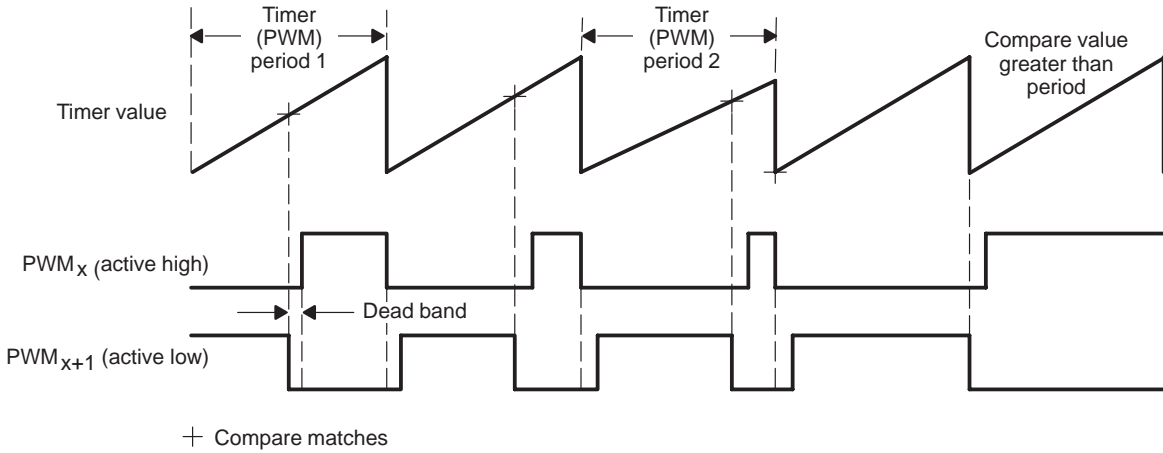 Timer
(PWM)
period 1
Timer
(PWM)
period 2
Compare value
greater than
period
Timer value
PWMx (active high)
Dead band
PWMx+1 (active low)
Compare matches